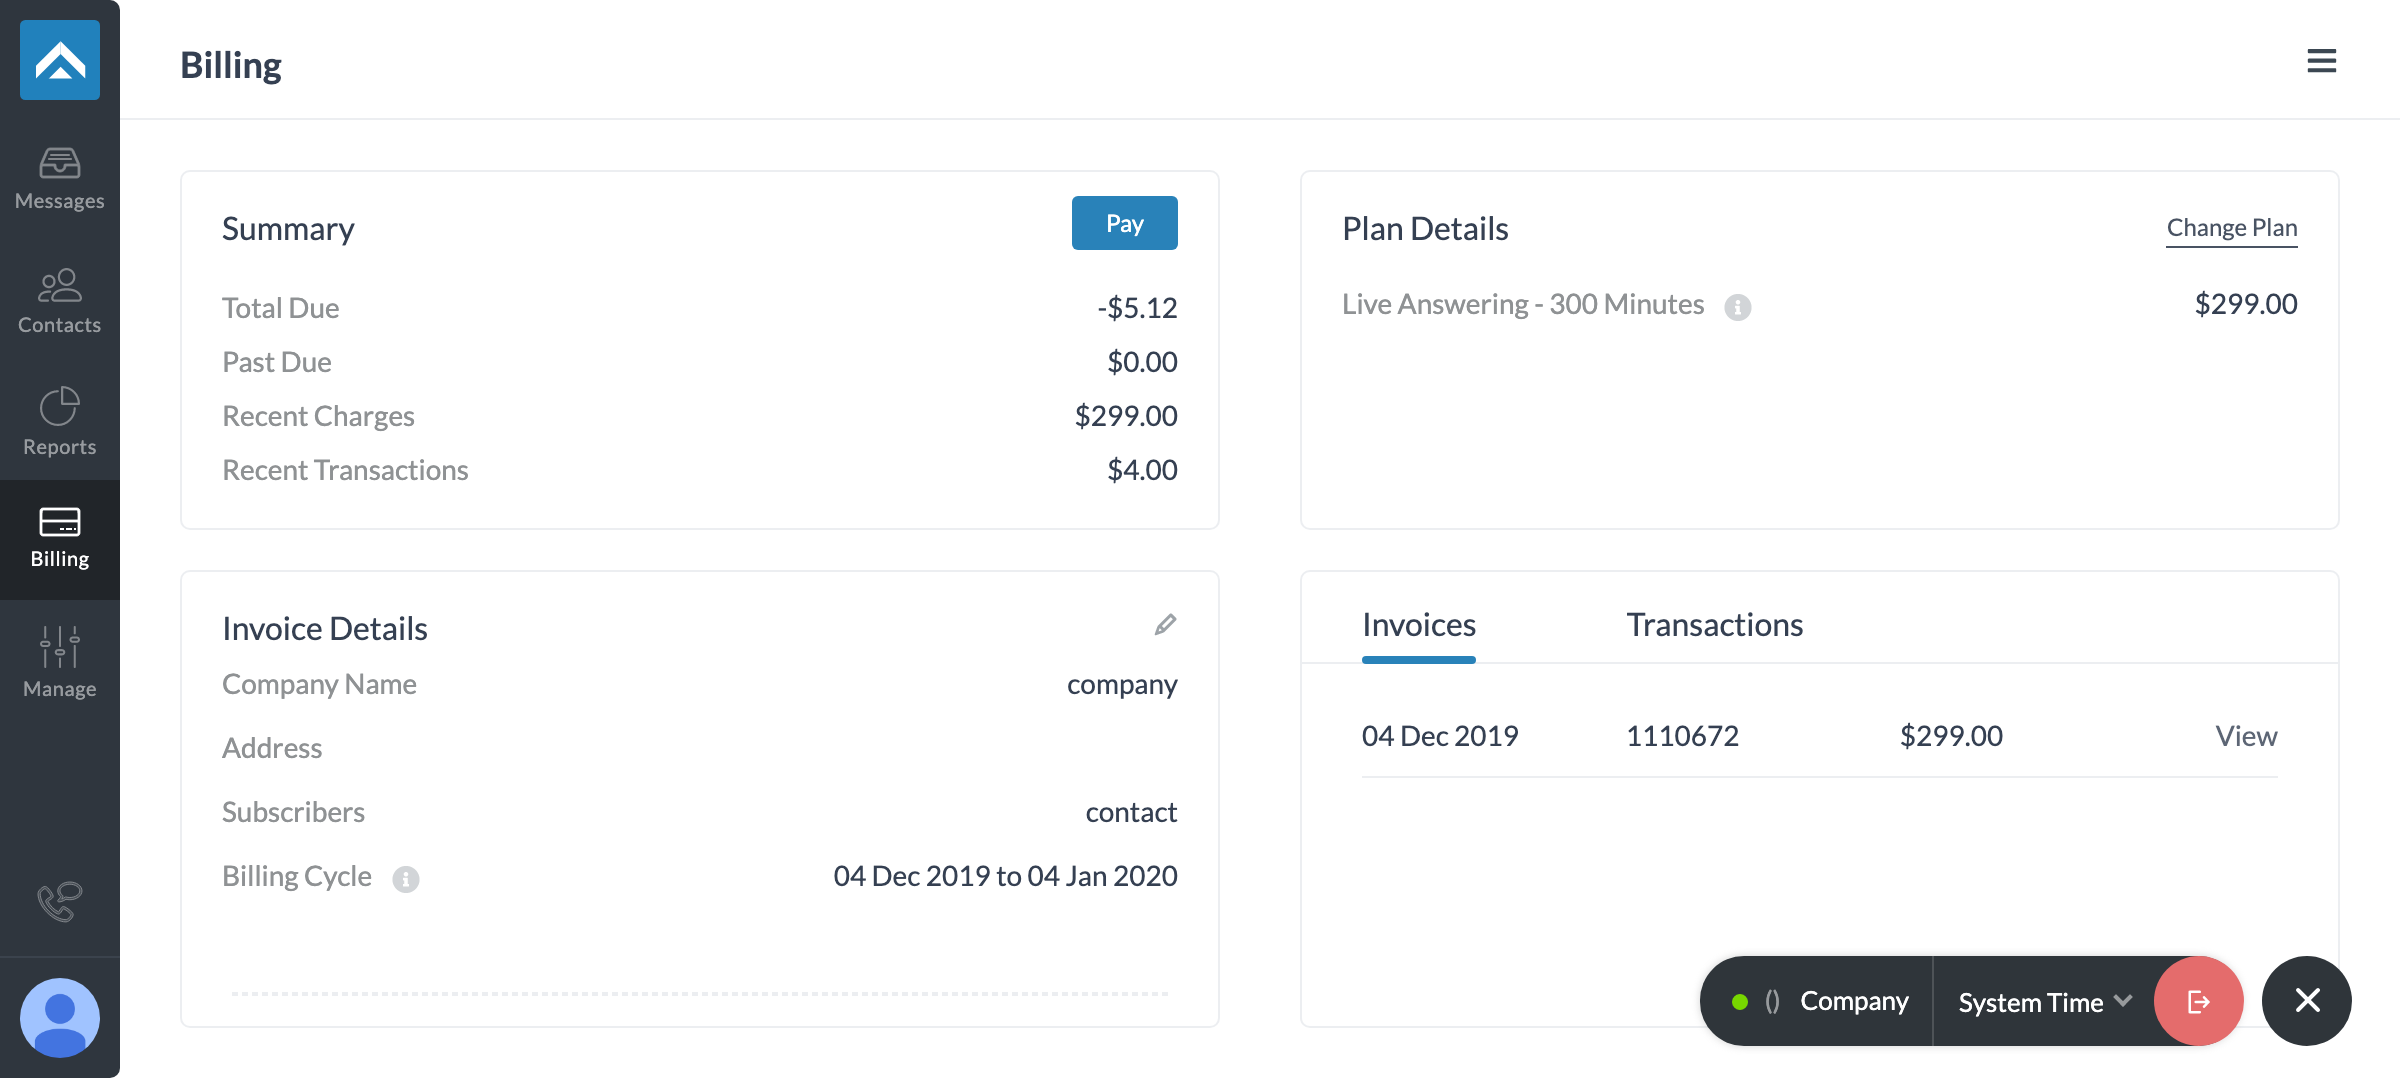 Billing
Messages
Contacts
Reports
Billing
Manage
Summary
Pay
Total Due -$5.12
Past Due $0.00
Recent Charges $299.00
Recent Transactions $4.00
Plan Details
Change Plan
Live Answering - 300 Minutes $299.00
Invoice Details
Company Name company
Address
Subscribers contact
Billing Cycle 04 Dec 2019 to 04 Jan 2020
Invoices Transactions
04 Dec 2019 1110672 $299.00 View
() Company System Time